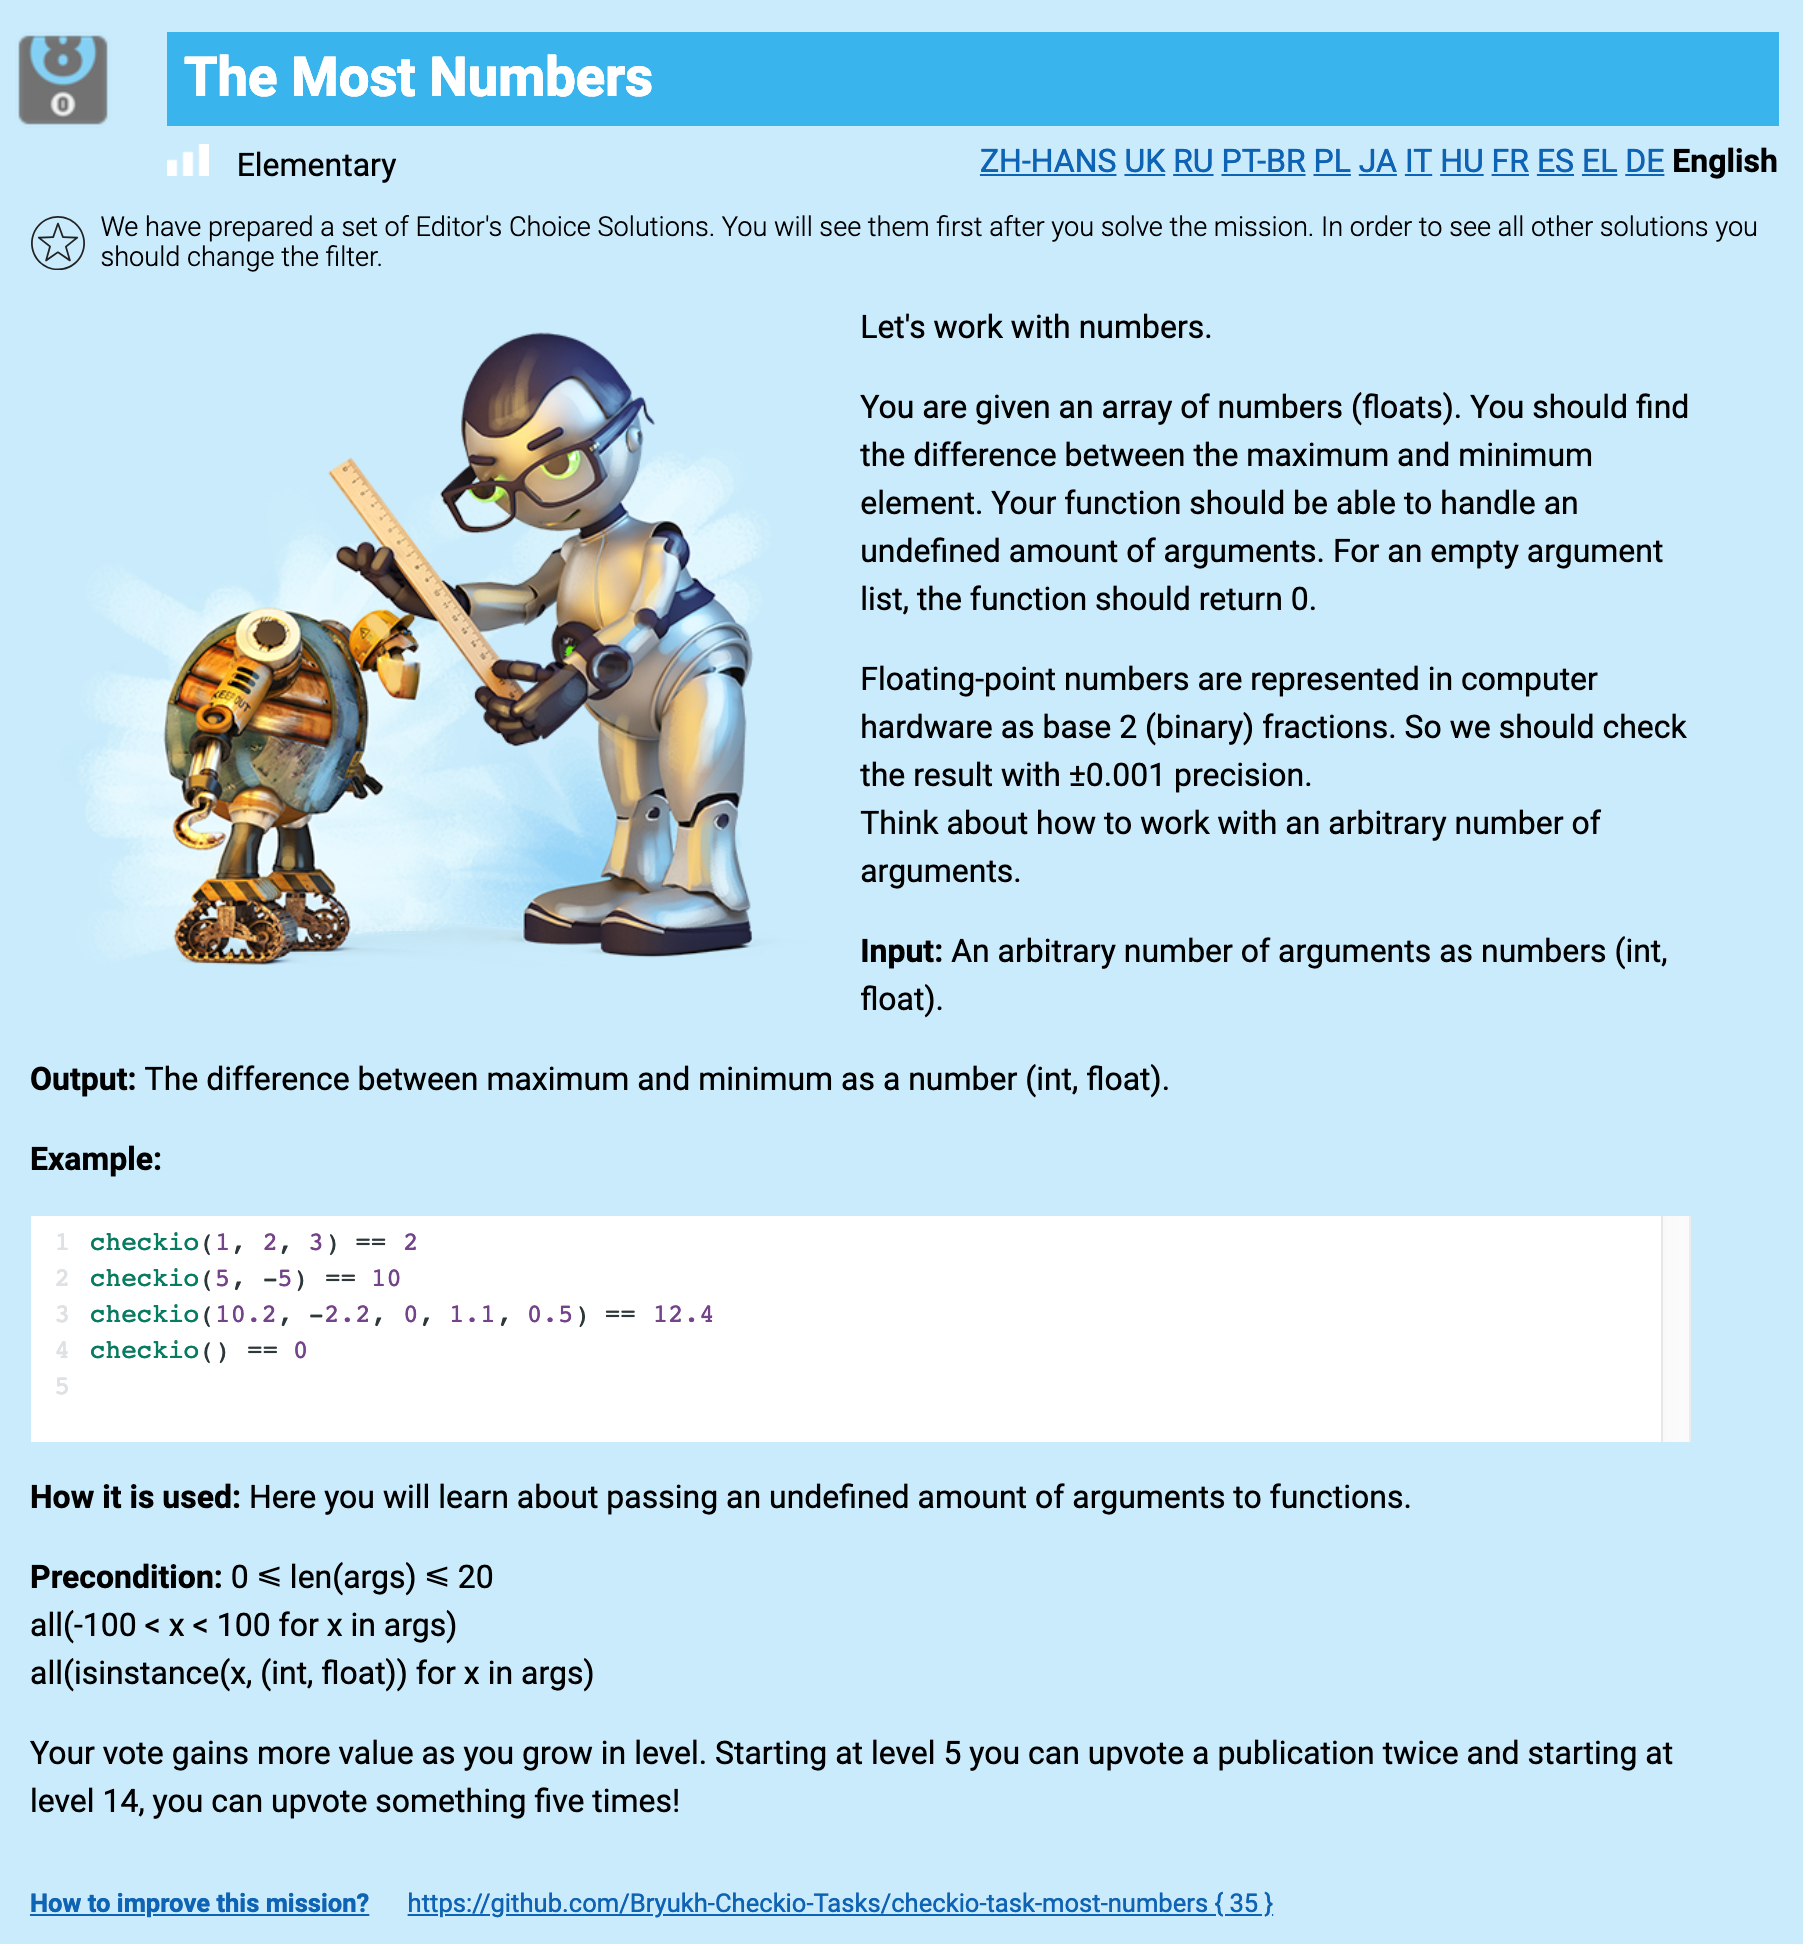 8
0
The Most Numbers
Elementary
ZH-HANS UK RU PT-BR PL JA IT HU FR ES EL DE English
We have prepared a set of Editor's Choice Solutions. You will see them first after you solve the mission. In order to see all other solutions you
should change the filter.
Let's work with numbers.
You are given an array of numbers (floats). You should find
the difference between the maximum and minimum
element. Your function should be able to handle an
undefined amount of arguments. For an empty argument
list, the function should return 0.
Floating-point numbers are represented in computer
hardware as base 2 (binary) fractions. So we should check
the result with ±0.001 precision.
Think about how to work with an arbitrary number of
arguments.
KEEP OUT
Input: An arbitrary number of arguments as numbers (int,
float).
Output: The difference between maximum and minimum as a number (int, float).
Example:
1 checkio(1, 2, 3) == 2
2 checkio(5, -5) == 10
3 checkio(10.2, -2.2, 0, 1.1, 0.5) == 12.4
4 checkio() == 0
5
How it is used: Here you will learn about passing an undefined amount of arguments to functions.
Precondition: 0 ⩽ len(args) ⩽ 20
all(-100 < x < 100 for x in args)
all(isinstance(x, (int, float)) for x in args)
Your vote gains more value as you grow in level. Starting at level 5 you can upvote a publication twice and starting at
level 14, you can upvote something five times!
How to improve this mission? https://github.com/Bryukh-Checkio-Tasks/checkio-task-most-numbers { 35 }